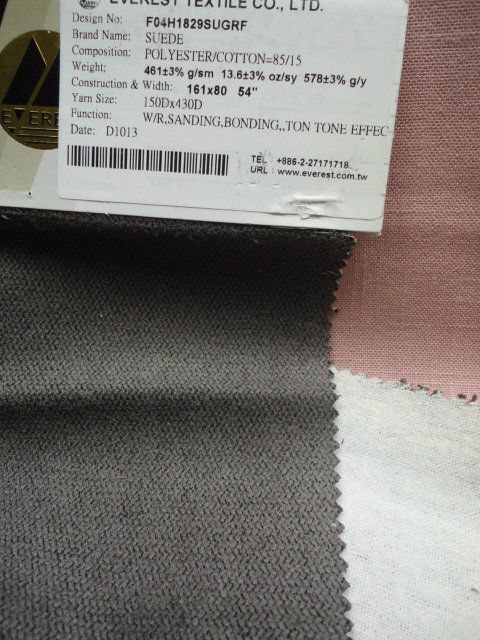 EVEREST TEXTILE CO., LTD.
Design No: F04H1829SUGRF
Brand Name: SUEDE
Composition: POLYESTER/COTTON=85/15
Weight: 461±3% g/sm 13.6±3% oz/sy 578±3% g/y
Construction & Width: 161x80 54"
Yarn Size: 150Dx430D
Function: W/R,SANDING,BONDING,,TON TONE EFFEC
Date: D1013
TEL : +886-2-27171718
URL : www.everest.com.tw
EVERE